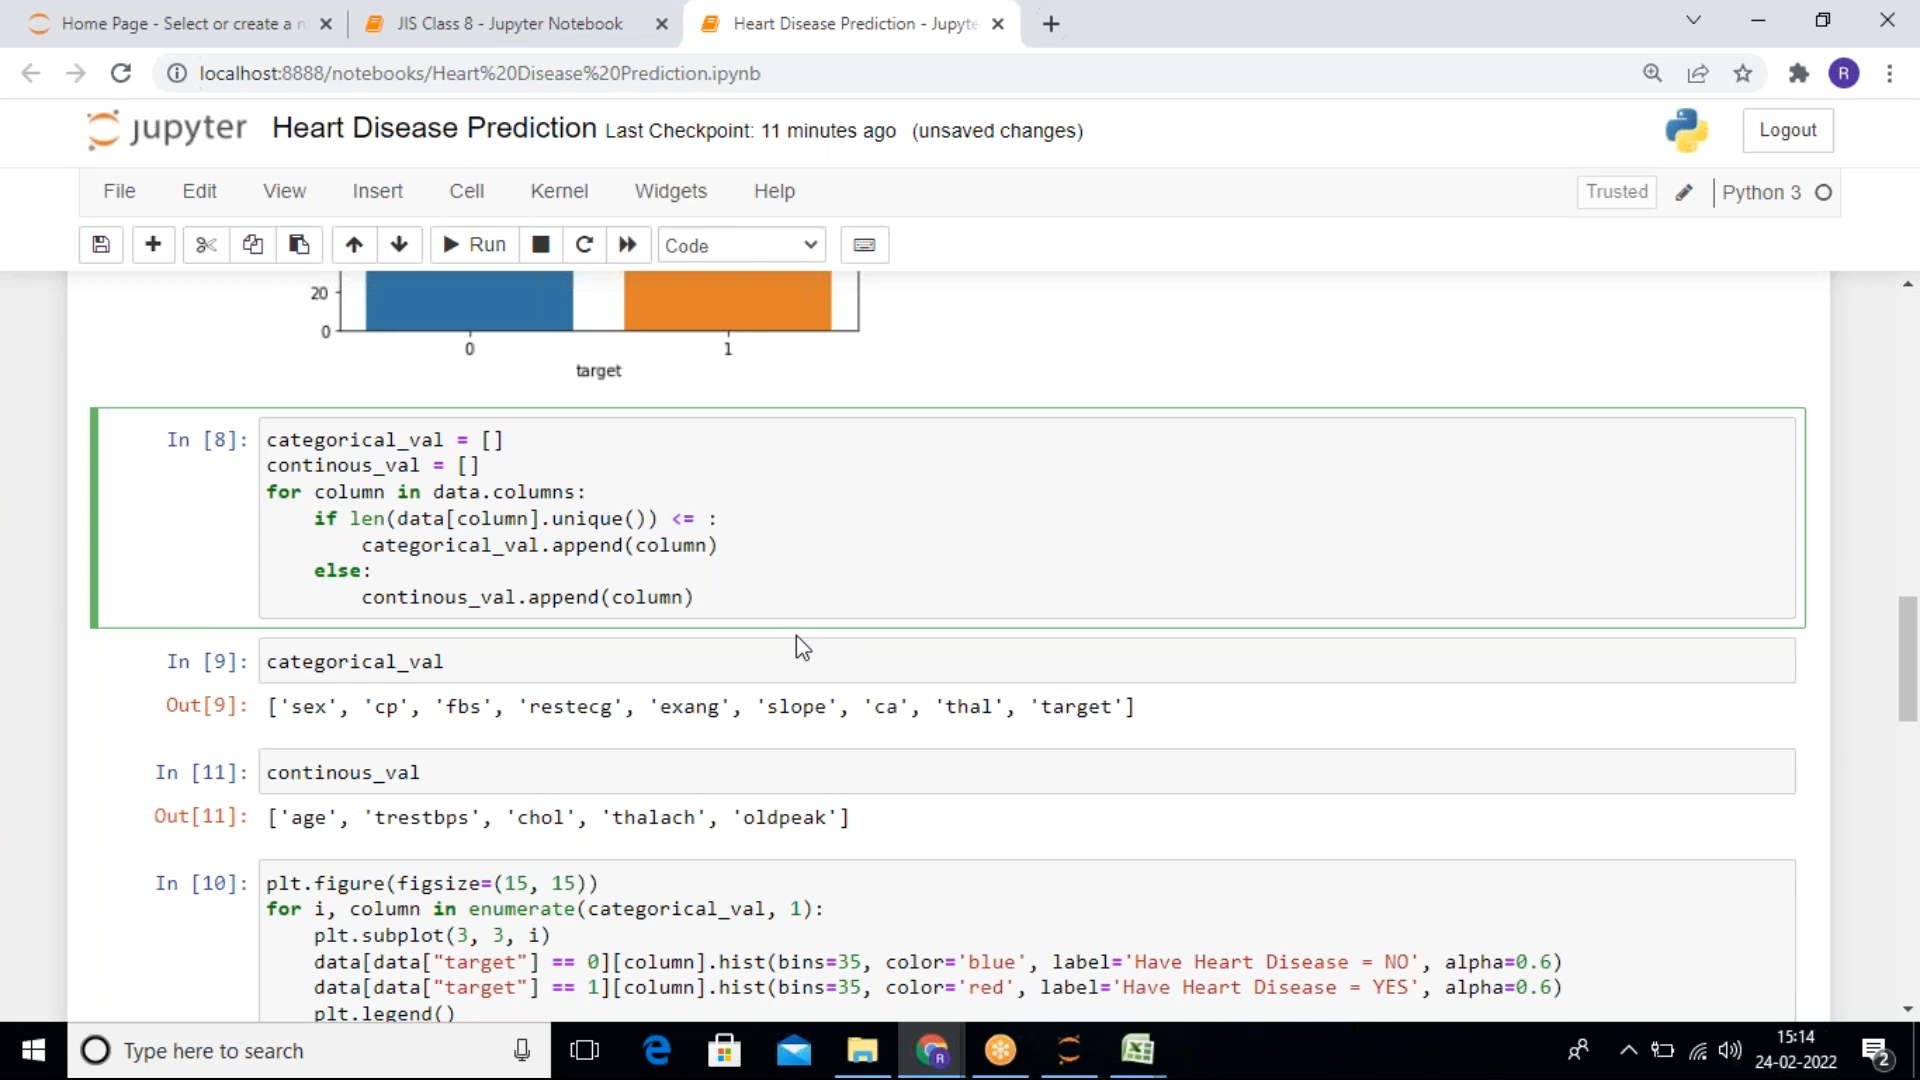 Home Page - Select or create a n
JIS Class 8 - Jupyter Notebook
Heart Disease Prediction - Jupyte
localhost:8888/notebooks/Heart%20Disease%20Prediction.ipynb
R
jupyter Heart Disease Prediction Last Checkpoint: 11 minutes ago (unsaved changes)
Logout
File Edit View Insert Cell Kernel Widgets Help
Trusted
Python 3
Run
Code
20
0
0 1
target
In [8]:
categorical_val = []
continous_val = []
for column in data.columns:
if len(data[column].unique()) <= :
categorical_val.append(column)
else:
continous_val.append(column)
In [9]: categorical_val
Out[9]: ['sex', 'cp', 'fbs', 'restecg', 'exang', 'slope', 'ca', 'thal', 'target']
In [11]: continous_val
Out[11]: ['age', 'trestbps', 'chol', 'thalach', 'oldpeak']
In [10]: plt.figure(figsize=(15, 15))
for i, column in enumerate(categorical_val, 1):
plt.subplot(3, 3, i)
data[data["target"] == 0][column].hist(bins=35, color='blue', label='Have Heart Disease = NO', alpha=0.6)
data[data["target"] == 1][column].hist(bins=35, color='red', label='Have Heart Disease = YES', alpha=0.6)
plt.legend()
Type here to search
R
15:14
24-02-2022
2